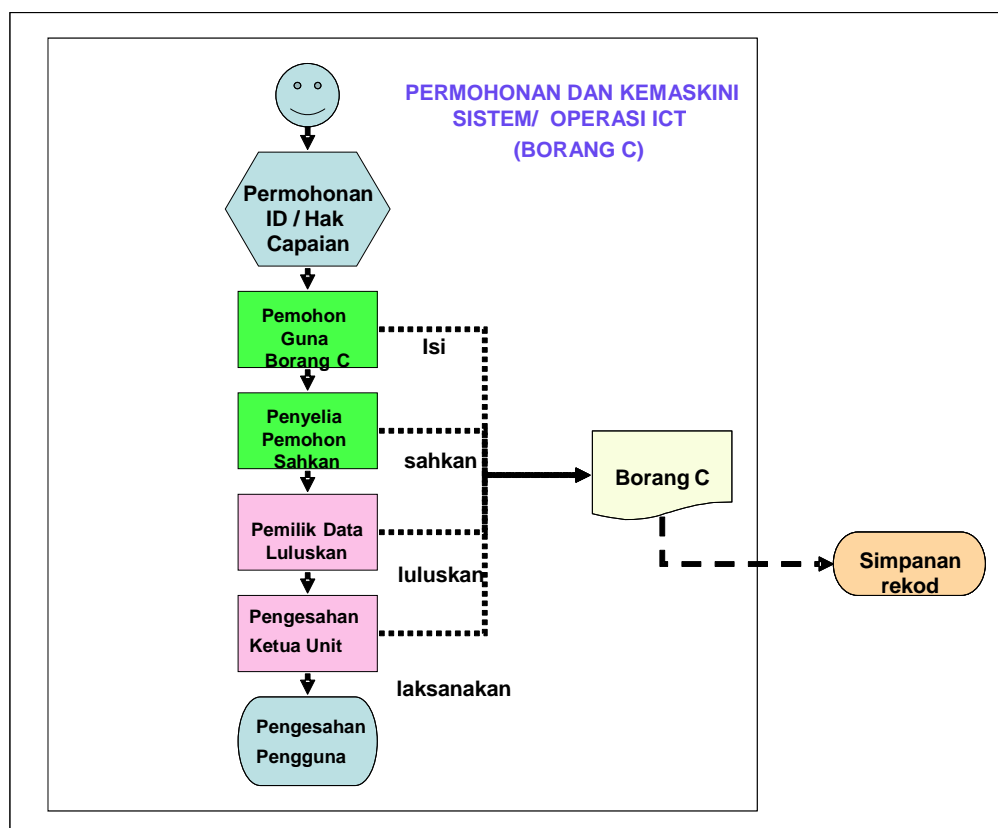 PERMOHONAN DAN KEMASKINI
SISTEM/ OPERASI ICT
(BORANG C)
Permohonan
ID / Hak
Capaian
Pemohon
Guna
Borang C
Isi
Penyelia
Pemohon
Sahkan
sahkan
Borang C
Pemilik Data
Luluskan
luluskan
Simpanan
rekod
Pengesahan
Ketua Unit
laksanakan
Pengesahan
Pengguna